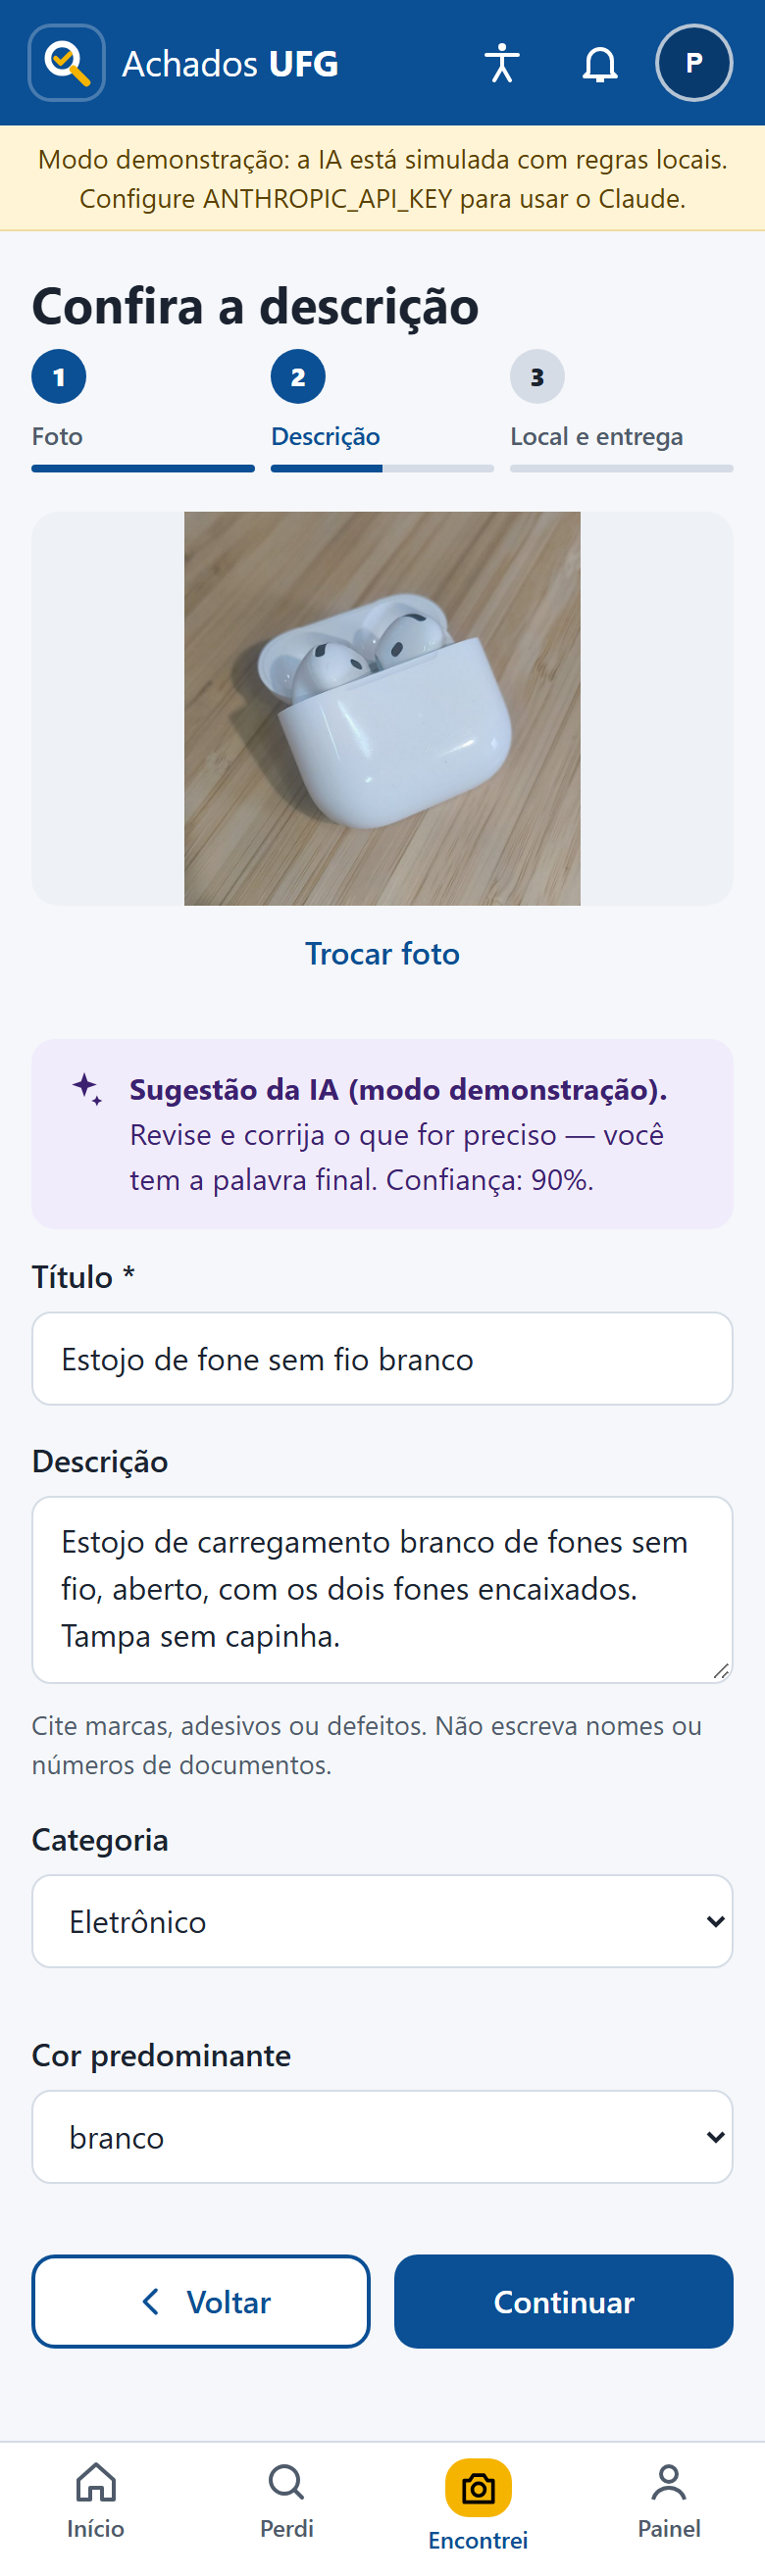 Achados UFG
P
Modo demonstração: a IA está simulada com regras locais.
Configure ANTHROPIC_API_KEY para usar o Claude.
Confira a descrição
1
2
3
Foto
Descrição
Local e entrega
Trocar foto
Sugestão da IA (modo demonstração).
Revise e corrija o que for preciso — você
tem a palavra final. Confiança: 90%.
Título *
Estojo de fone sem fio branco
Descrição
Estojo de carregamento branco de fones sem
fio, aberto, com os dois fones encaixados.
Tampa sem capinha.
Cite marcas, adesivos ou defeitos. Não escreva nomes ou
números de documentos.
Categoria
Eletrônico
Cor predominante
branco
Voltar
Continuar
Início
Perdi
Encontrei
Painel